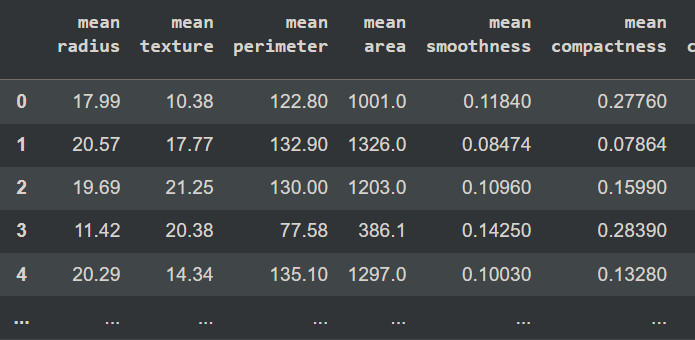 mean mean mean mean mean mean
radius texture perimeter area smoothness compactness
0 17.99 10.38 122.80 1001.0 0.11840 0.27760
1 20.57 17.77 132.90 1326.0 0.08474 0.07864
2 19.69 21.25 130.00 1203.0 0.10960 0.15990
3 11.42 20.38 77.58 386.1 0.14250 0.28390
4 20.29 14.34 135.10 1297.0 0.10030 0.13280
... ... ... ... ... ... ...